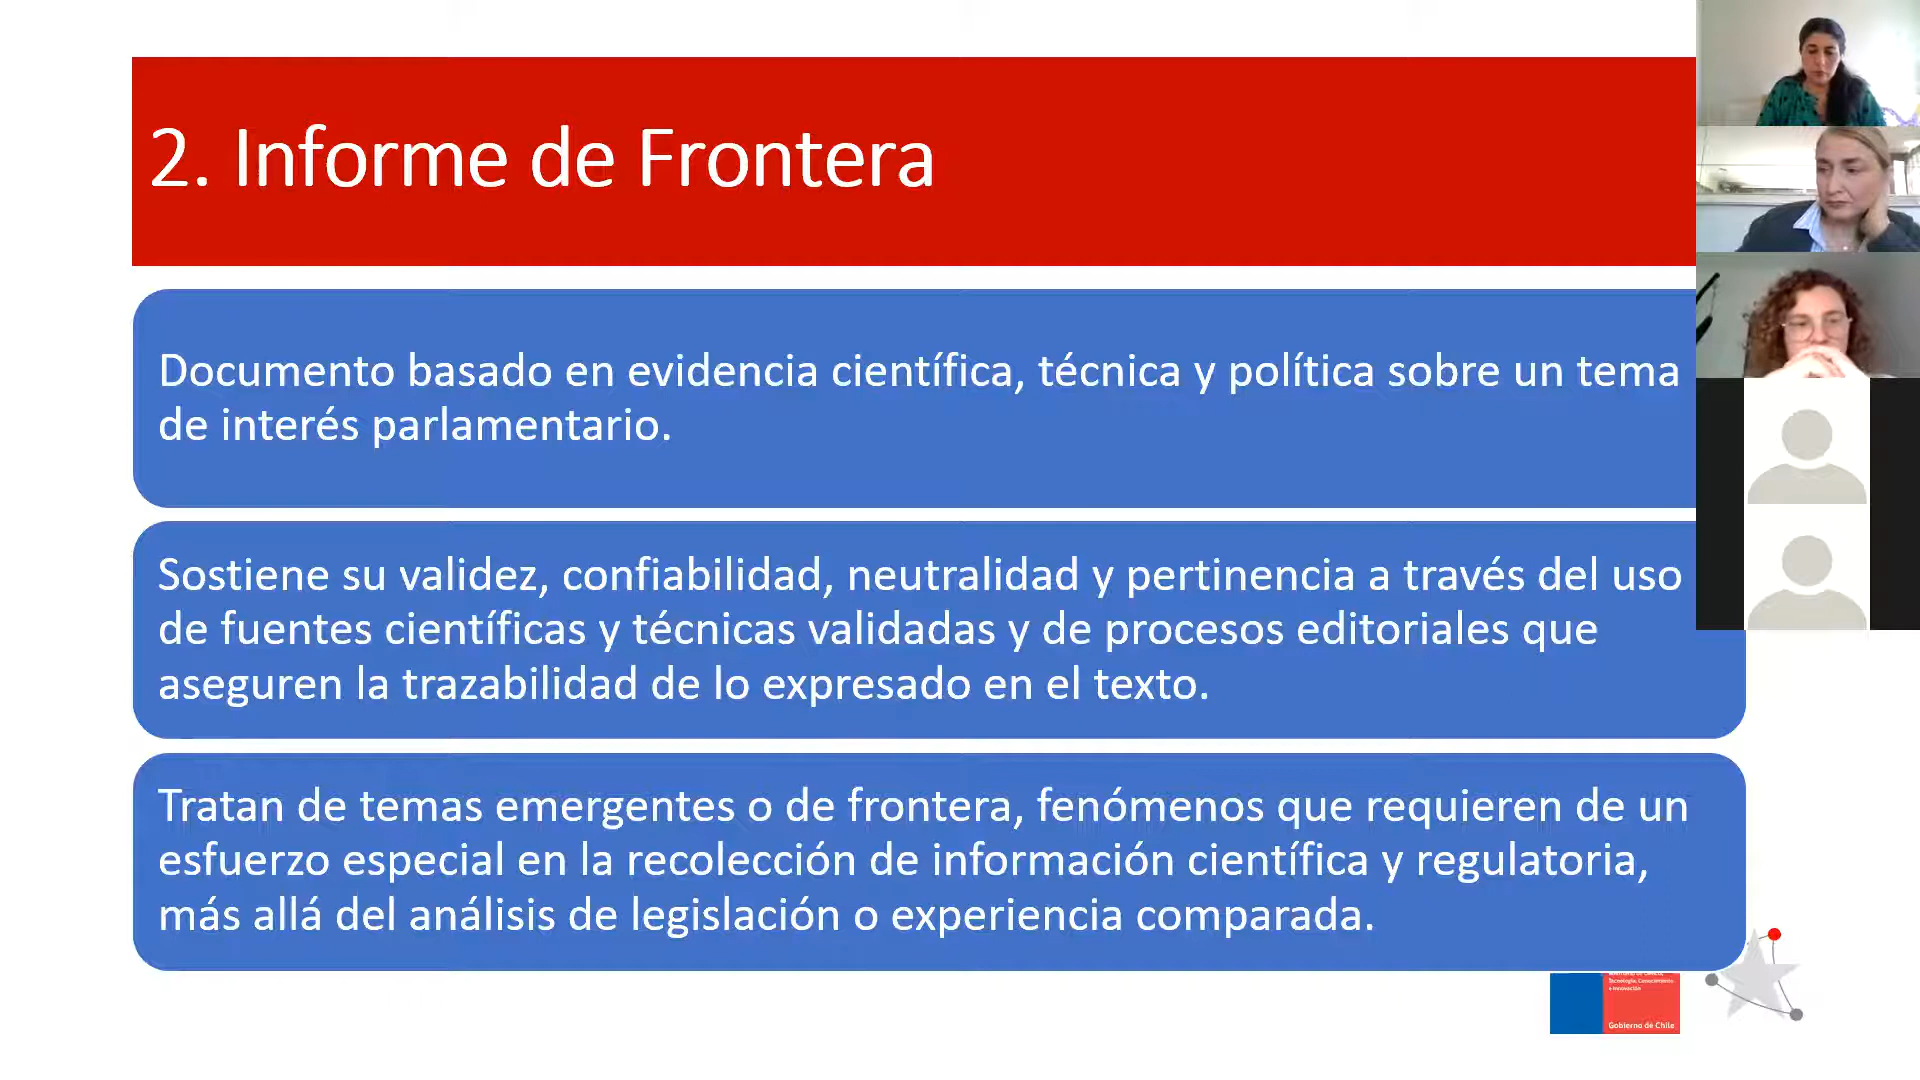 2. Informe de Frontera
Documento basado en evidencia científica, técnica y política sobre un tema
de interés parlamentario.
Sostiene su validez, confiabilidad, neutralidad y pertinencia a través del uso
de fuentes científicas y técnicas validadas y de procesos editoriales que
aseguren la trazabilidad de lo expresado en el texto.
Tratan de temas emergentes o de frontera, fenómenos que requieren de un
esfuerzo especial en la recolección de información científica y regulatoria,
más allá del análisis de legislación o experiencia comparada.
Tecnología, Conocimiento
e Innovación
Gobierno de Chile